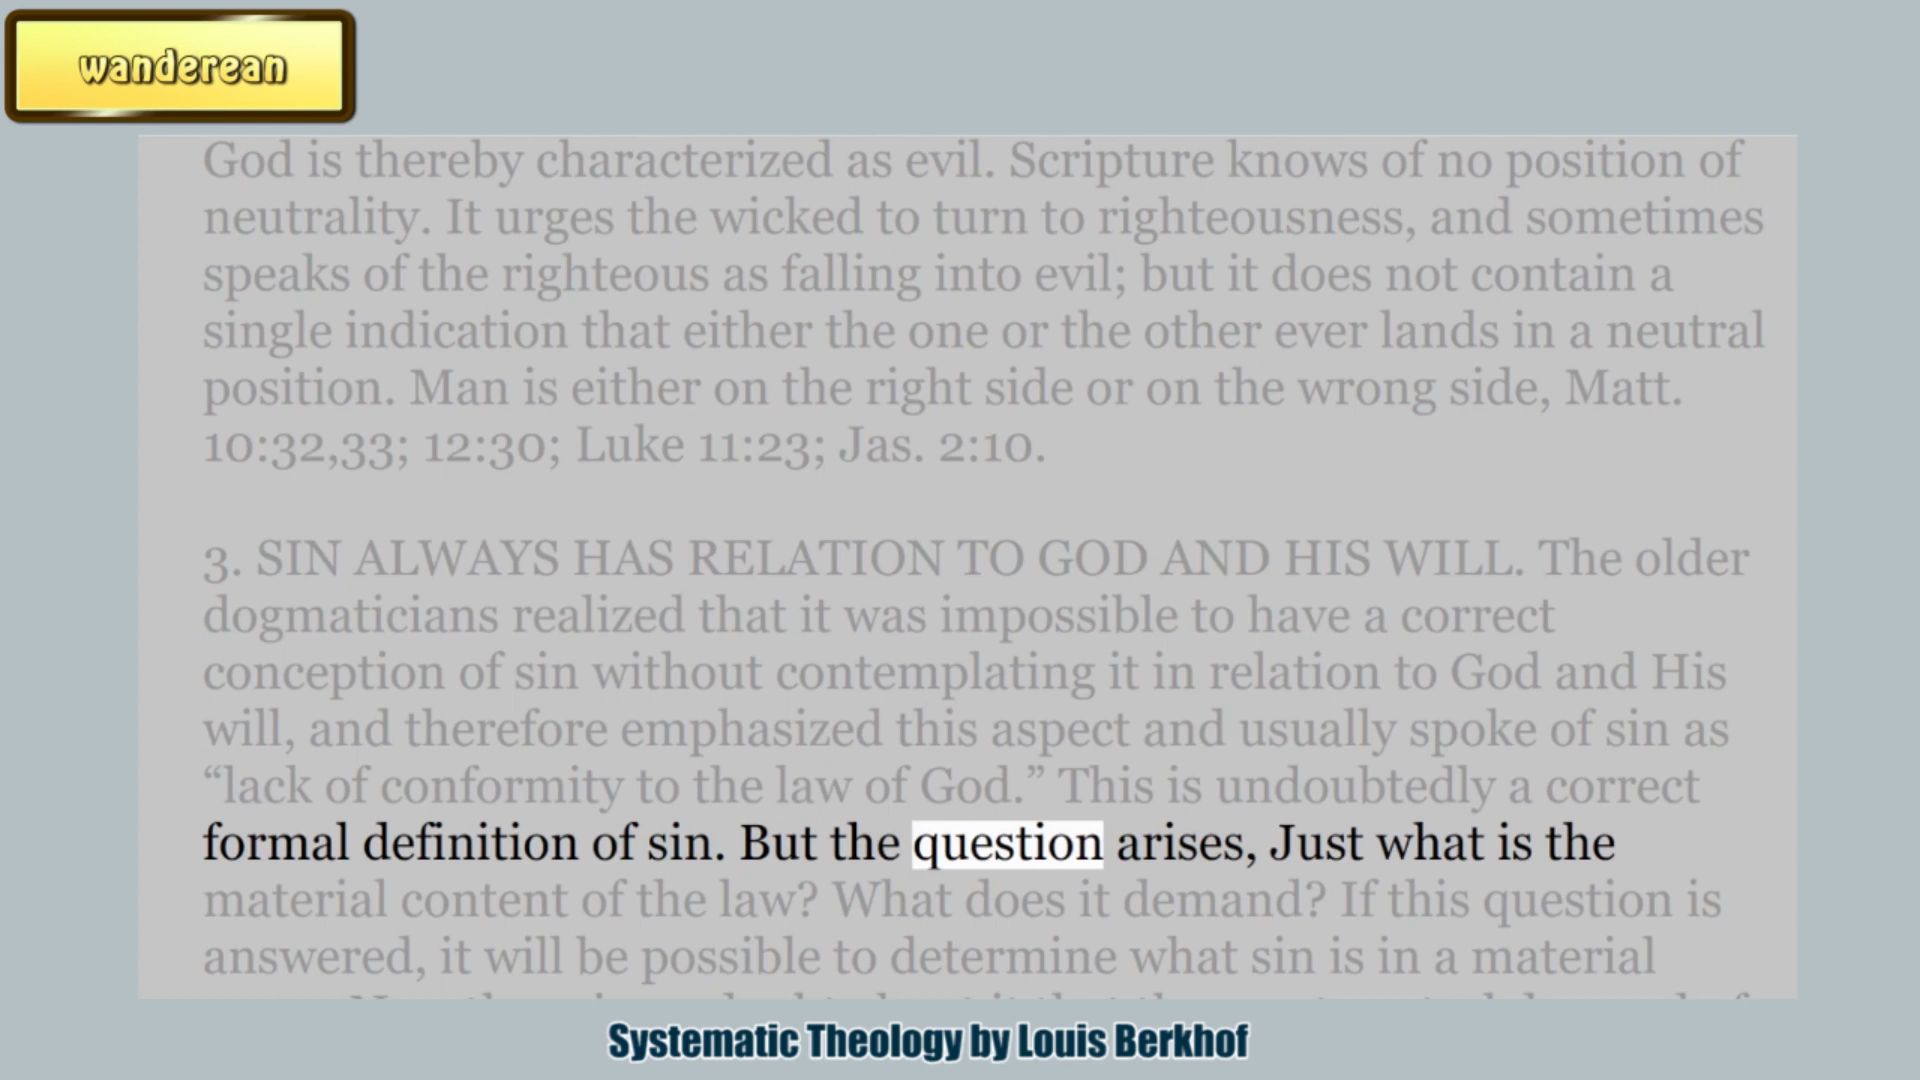 wanderean
God is thereby characterized as evil. Scripture knows of no position of
neutrality. It urges the wicked to turn to righteousness, and sometimes
speaks of the righteous as falling into evil; but it does not contain a
single indication that either the one or the other ever lands in a neutral
position. Man is either on the right side or on the wrong side, Matt.
10:32,33; 12:30; Luke 11:23; Jas. 2:10.
3. SIN ALWAYS HAS RELATION TO GOD AND HIS WILL. The older
dogmaticians realized that it was impossible to have a correct
conception of sin without contemplating it in relation to God and His
will, and therefore emphasized this aspect and usually spoke of sin as
“lack of conformity to the law of God.” This is undoubtedly a correct
formal definition of sin. But the question arises, Just what is the
material content of the law? What does it demand? If this question is
answered, it will be possible to determine what sin is in a material
Systematic Theology by Louis Berkhof